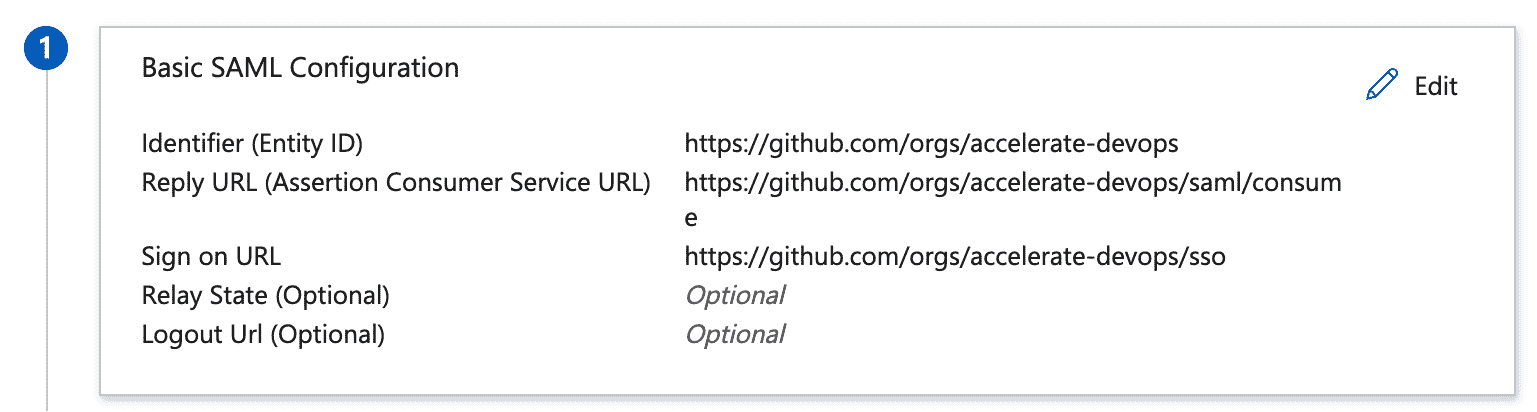 1
Basic SAML Configuration
Edit
Identifier (Entity ID) https://github.com/orgs/accelerate-devops
Reply URL (Assertion Consumer Service URL) https://github.com/orgs/accelerate-devops/saml/consum
e
Sign on URL https://github.com/orgs/accelerate-devops/sso
Relay State (Optional) Optional
Logout Url (Optional) Optional